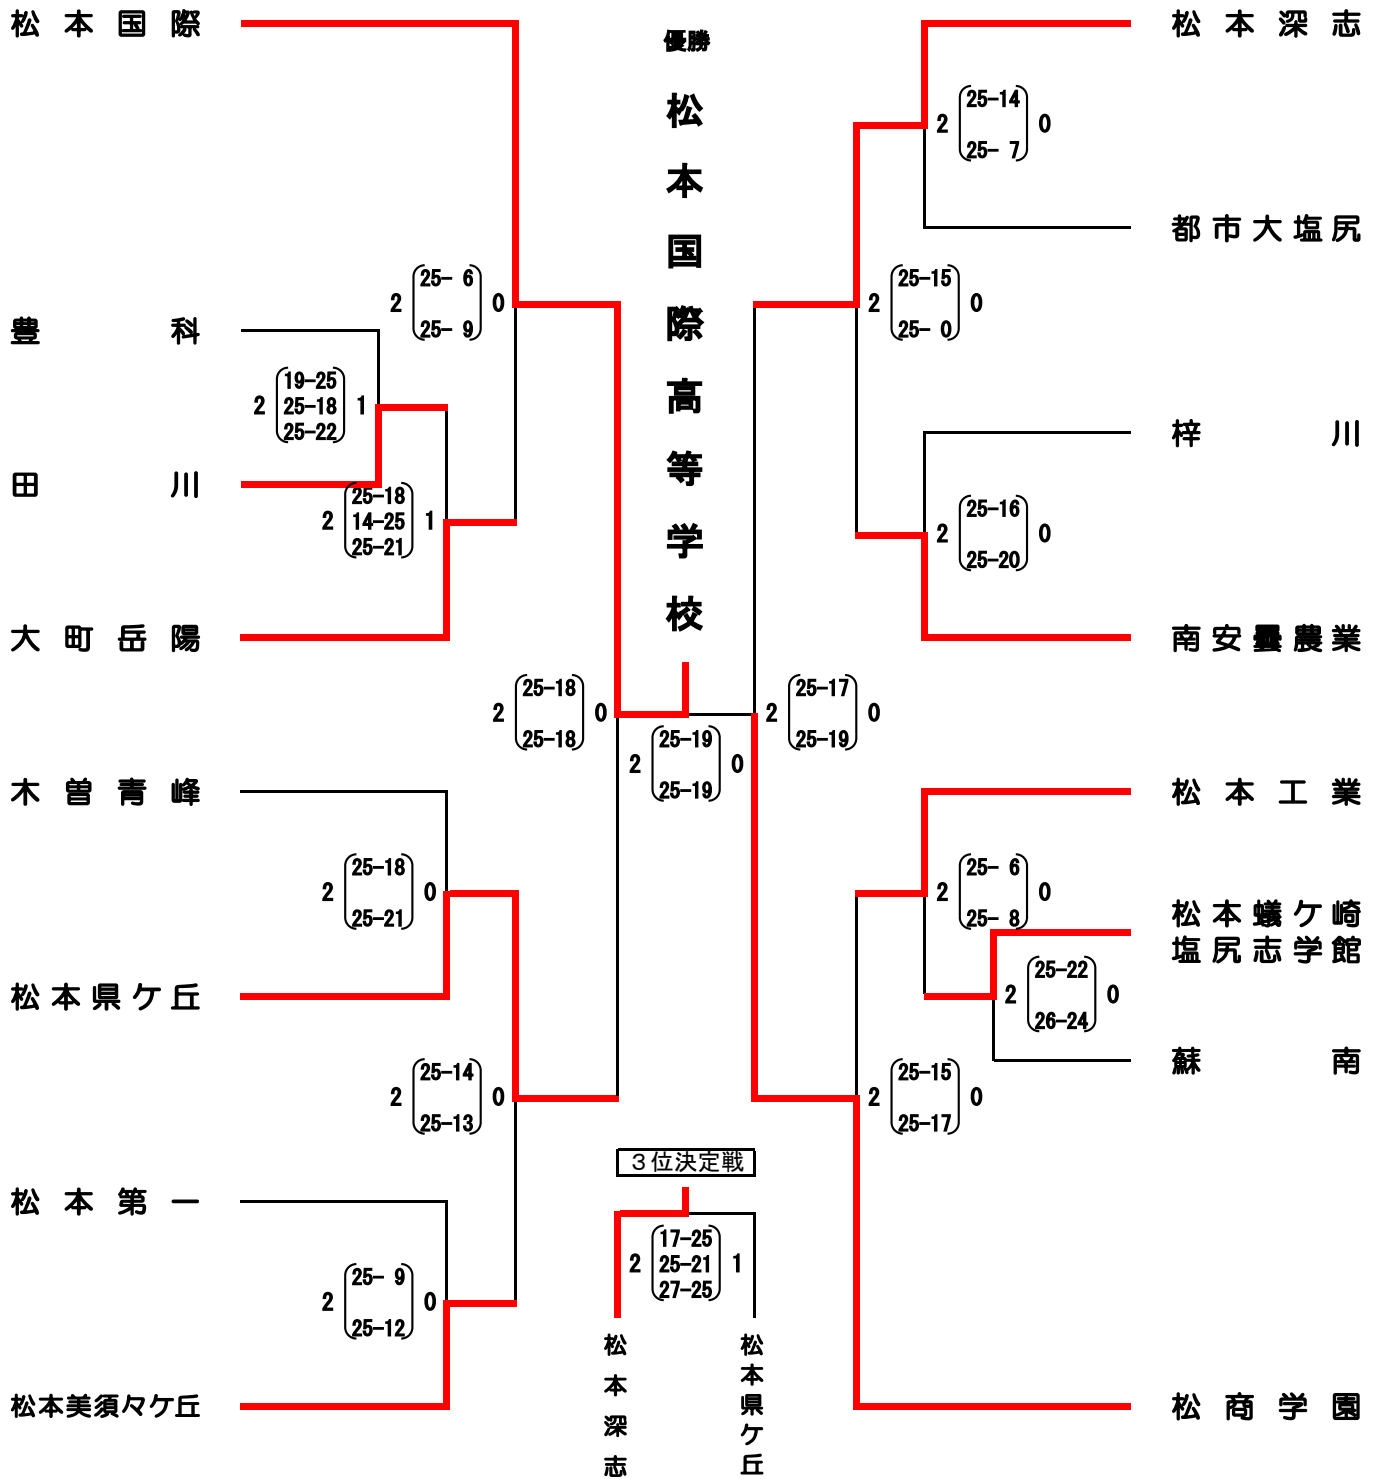 優勝
松本国際高等学校
松本国際
豊科
田川
大町岳陽
木曽青峰
松本県ケ丘
松本第一
松本美須々ケ丘
2 25- 6 0
25- 9
2 19-25 1
25-18
25-22
2 25-18 1
14-25
25-21
2 25-18 0
25-18
2 25-18 0
25-21
2 25-14 0
25-13
2 25- 9 0
25-12
2 25-19 0
25-19
松本深志
都市大塩尻
梓川
南安曇農業
松本工業
松本蟻ケ崎
塩尻志学館
蘇南
松商学園
2 25-14 0
25- 7
2 25-15 0
25- 0
2 25-16 0
25-20
2 25-17 0
25-19
2 25- 6 0
25- 8
2 25-22 0
26-24
2 25-15 0
25-17
３位決定戦
2 17-25 1
25-21
27-25
松本深志
松本県ケ丘